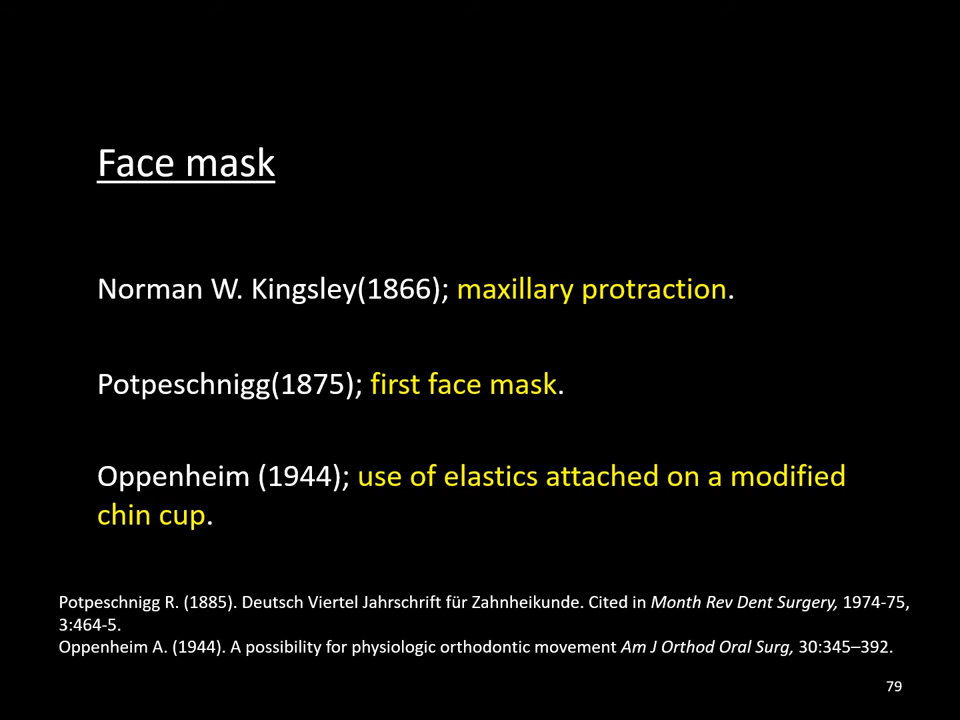 Face mask
Norman W. Kingsley(1866); maxillary protraction.
Potpeschnigg(1875); first face mask.
Oppenheim (1944); use of elastics attached on a modified
chin cup.
Potpeschnigg R. (1885). Deutsch Viertel Jahrschrift für Zahnheikunde. Cited in Month Rev Dent Surgery, 1974-75,
3:464-5.
Oppenheim A. (1944). A possibility for physiologic orthodontic movement Am J Orthod Oral Surg, 30:345–392.
79